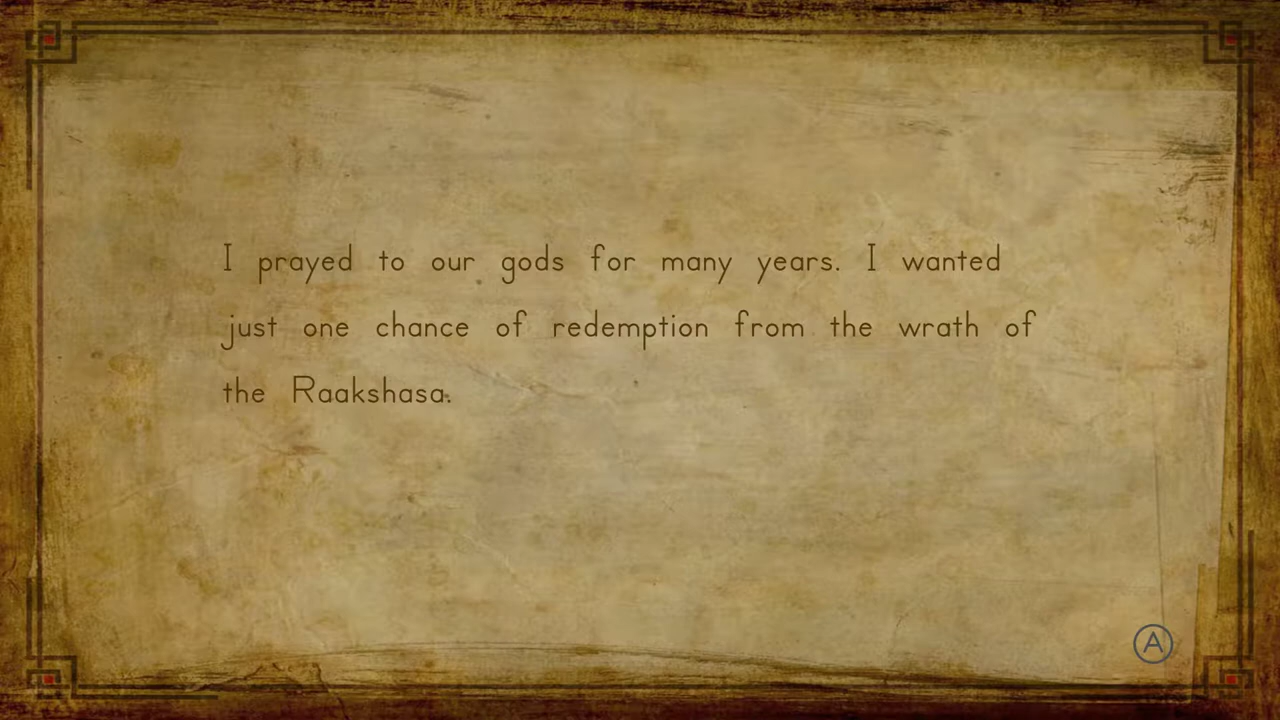 I prayed to our gods for many years. I wanted
just one chance of redemption from the wrath of
the Raakshasa.
A